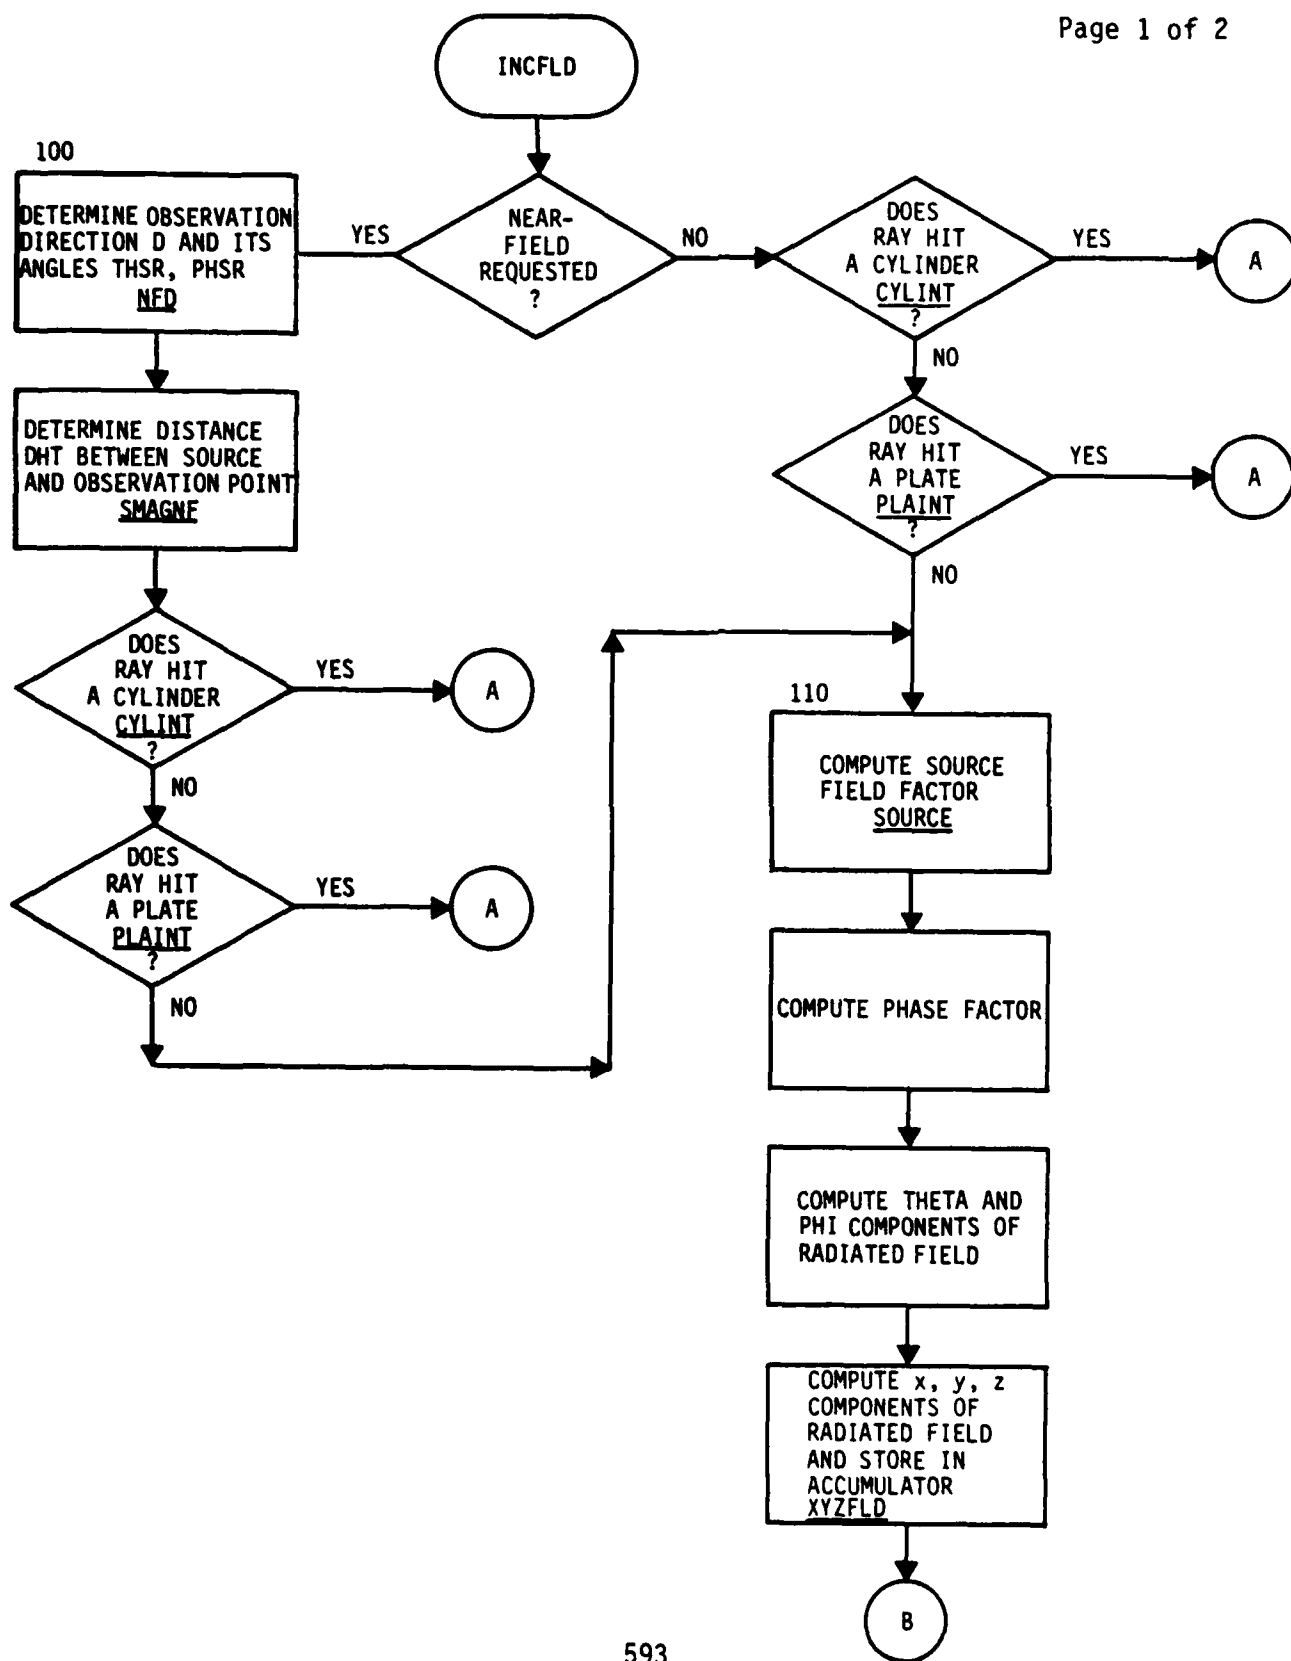 Page 1 of 2
INCFLD
100
DETERMINE OBSERVATION
DIRECTION D AND ITS
ANGLES THSR, PHSR
NFD
YES
NEAR-
FIELD
REQUESTED
?
NO
DOES
RAY HIT
A CYLINDER
CYLINT
?
YES
A
NO
DETERMINE DISTANCE
DHT BETWEEN SOURCE
AND OBSERVATION POINT
SMAGNF
DOES
RAY HIT
A PLATE
PLAINT
?
YES
A
NO
DOES
RAY HIT
A CYLINDER
CYLINT
?
YES
A
NO
DOES
RAY HIT
A PLATE
PLAINT
?
YES
A
NO
110
COMPUTE SOURCE
FIELD FACTOR
SOURCE
COMPUTE PHASE FACTOR
COMPUTE THETA AND
PHI COMPONENTS OF
RADIATED FIELD
COMPUTE x, y, z
COMPONENTS OF
RADIATED FIELD
AND STORE IN
ACCUMULATOR
XYZFLD
B
593